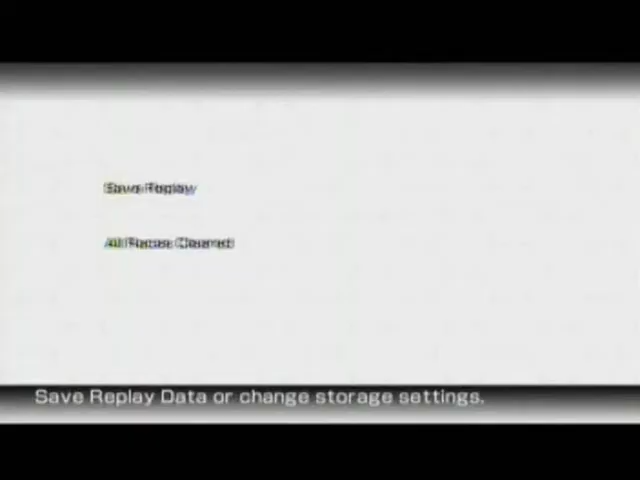 Save Replay
All Races Cleared
Save Replay Data or change storage settings.